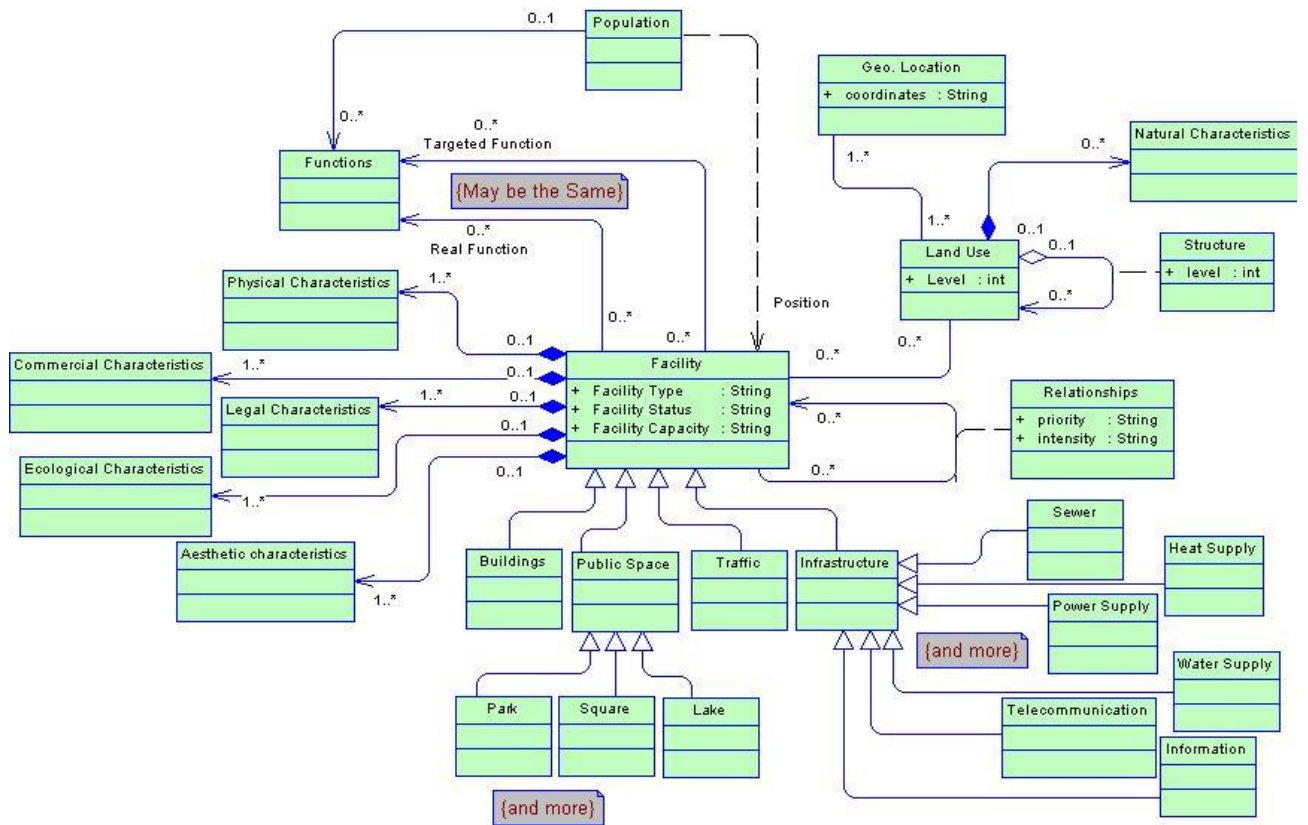 0..1
Population
Geo. Location
+ coordinates : String
0..*
0..*
Targeted Function
Functions
{May be the Same}
0..*
Real Function
1..*
1..*
0..*
Natural Characteristics
0..1
0..1
Land Use
+ Level : int
0..*
0..*
Structure
+ level : int
Physical Characteristics
1..*
0..*
0..*
Position
0..1
Commercial Characteristics
1..*
0..1
Legal Characteristics
1..*
0..1
0..1
Ecological Characteristics
1..*
0..1
Aesthetic characteristics
1..*
Facility
+ Facility Type : String
+ Facility Status : String
+ Facility Capacity : String
0..*
0..*
0..*
Relationships
+ priority : String
+ intensity : String
Buildings
Public Space
Traffic
Infrastructure
Sewer
Heat Supply
Power Supply
{and more}
Water Supply
Park
Square
Lake
Telecommunication
Information
{and more}